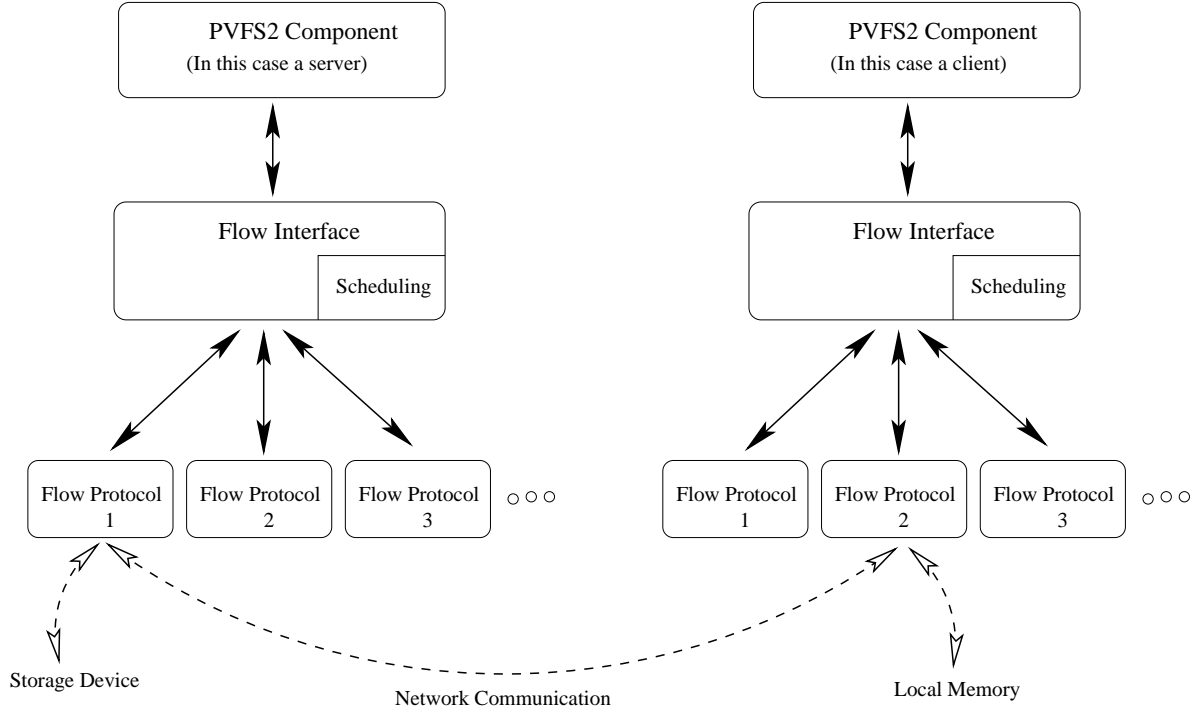 PVFS2 Component
(In this case a server)
PVFS2 Component
(In this case a client)
Flow Interface
Scheduling
Flow Interface
Scheduling
Flow Protocol
1
Flow Protocol
2
Flow Protocol
3
Flow Protocol
1
Flow Protocol
2
Flow Protocol
3
Storage Device
Network Communication
Local Memory